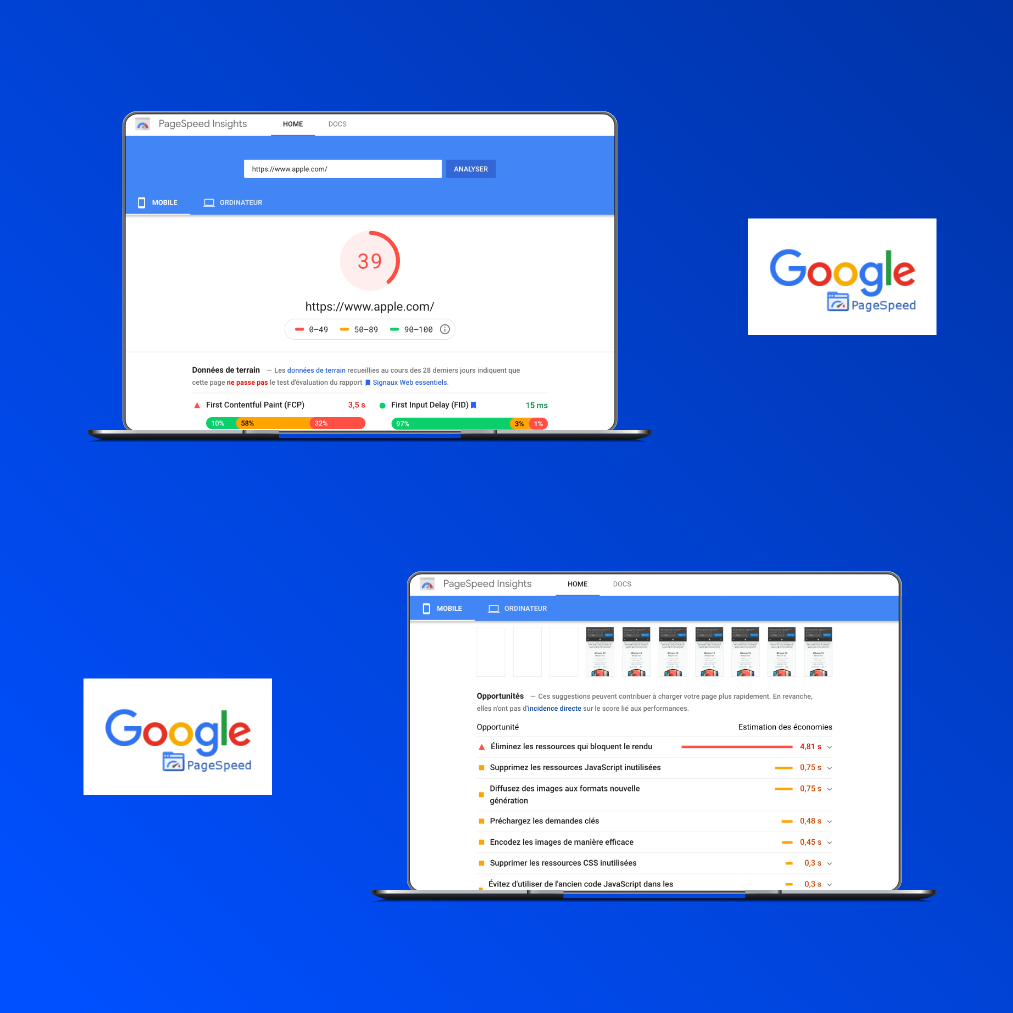 PageSpeed Insights HOME DOCS
https://www.apple.com/ ANALYSER
MOBILE ORDINATEUR
39
https://www.apple.com/
0–49 50–89 90–100
Données de terrain — Les données de terrain recueillies au cours des 28 derniers jours indiquent que
cette page ne passe pas le test d'évaluation du rapport Signaux Web essentiels.
First Contentful Paint (FCP) 3,5 s First Input Delay (FID) 15 ms
10% 58% 32% 97% 3% 1%
Google
PageSpeed
PageSpeed Insights HOME DOCS
MOBILE ORDINATEUR
Opportunités — Ces suggestions peuvent contribuer à charger votre page plus rapidement. En revanche,
elles n'ont pas d'incidence directe sur le score lié aux performances.
Opportunité Estimation des économies
Éliminez les ressources qui bloquent le rendu 4,81 s
Supprimez les ressources JavaScript inutilisées 0,75 s
Diffusez des images aux formats nouvelle
génération 0,75 s
Préchargez les demandes clés 0,48 s
Encodez les images de manière efficace 0,45 s
Supprimer les ressources CSS inutilisées 0,3 s
Évitez d'utiliser de l'ancien code JavaScript dans les 0,3 s
Google
PageSpeed